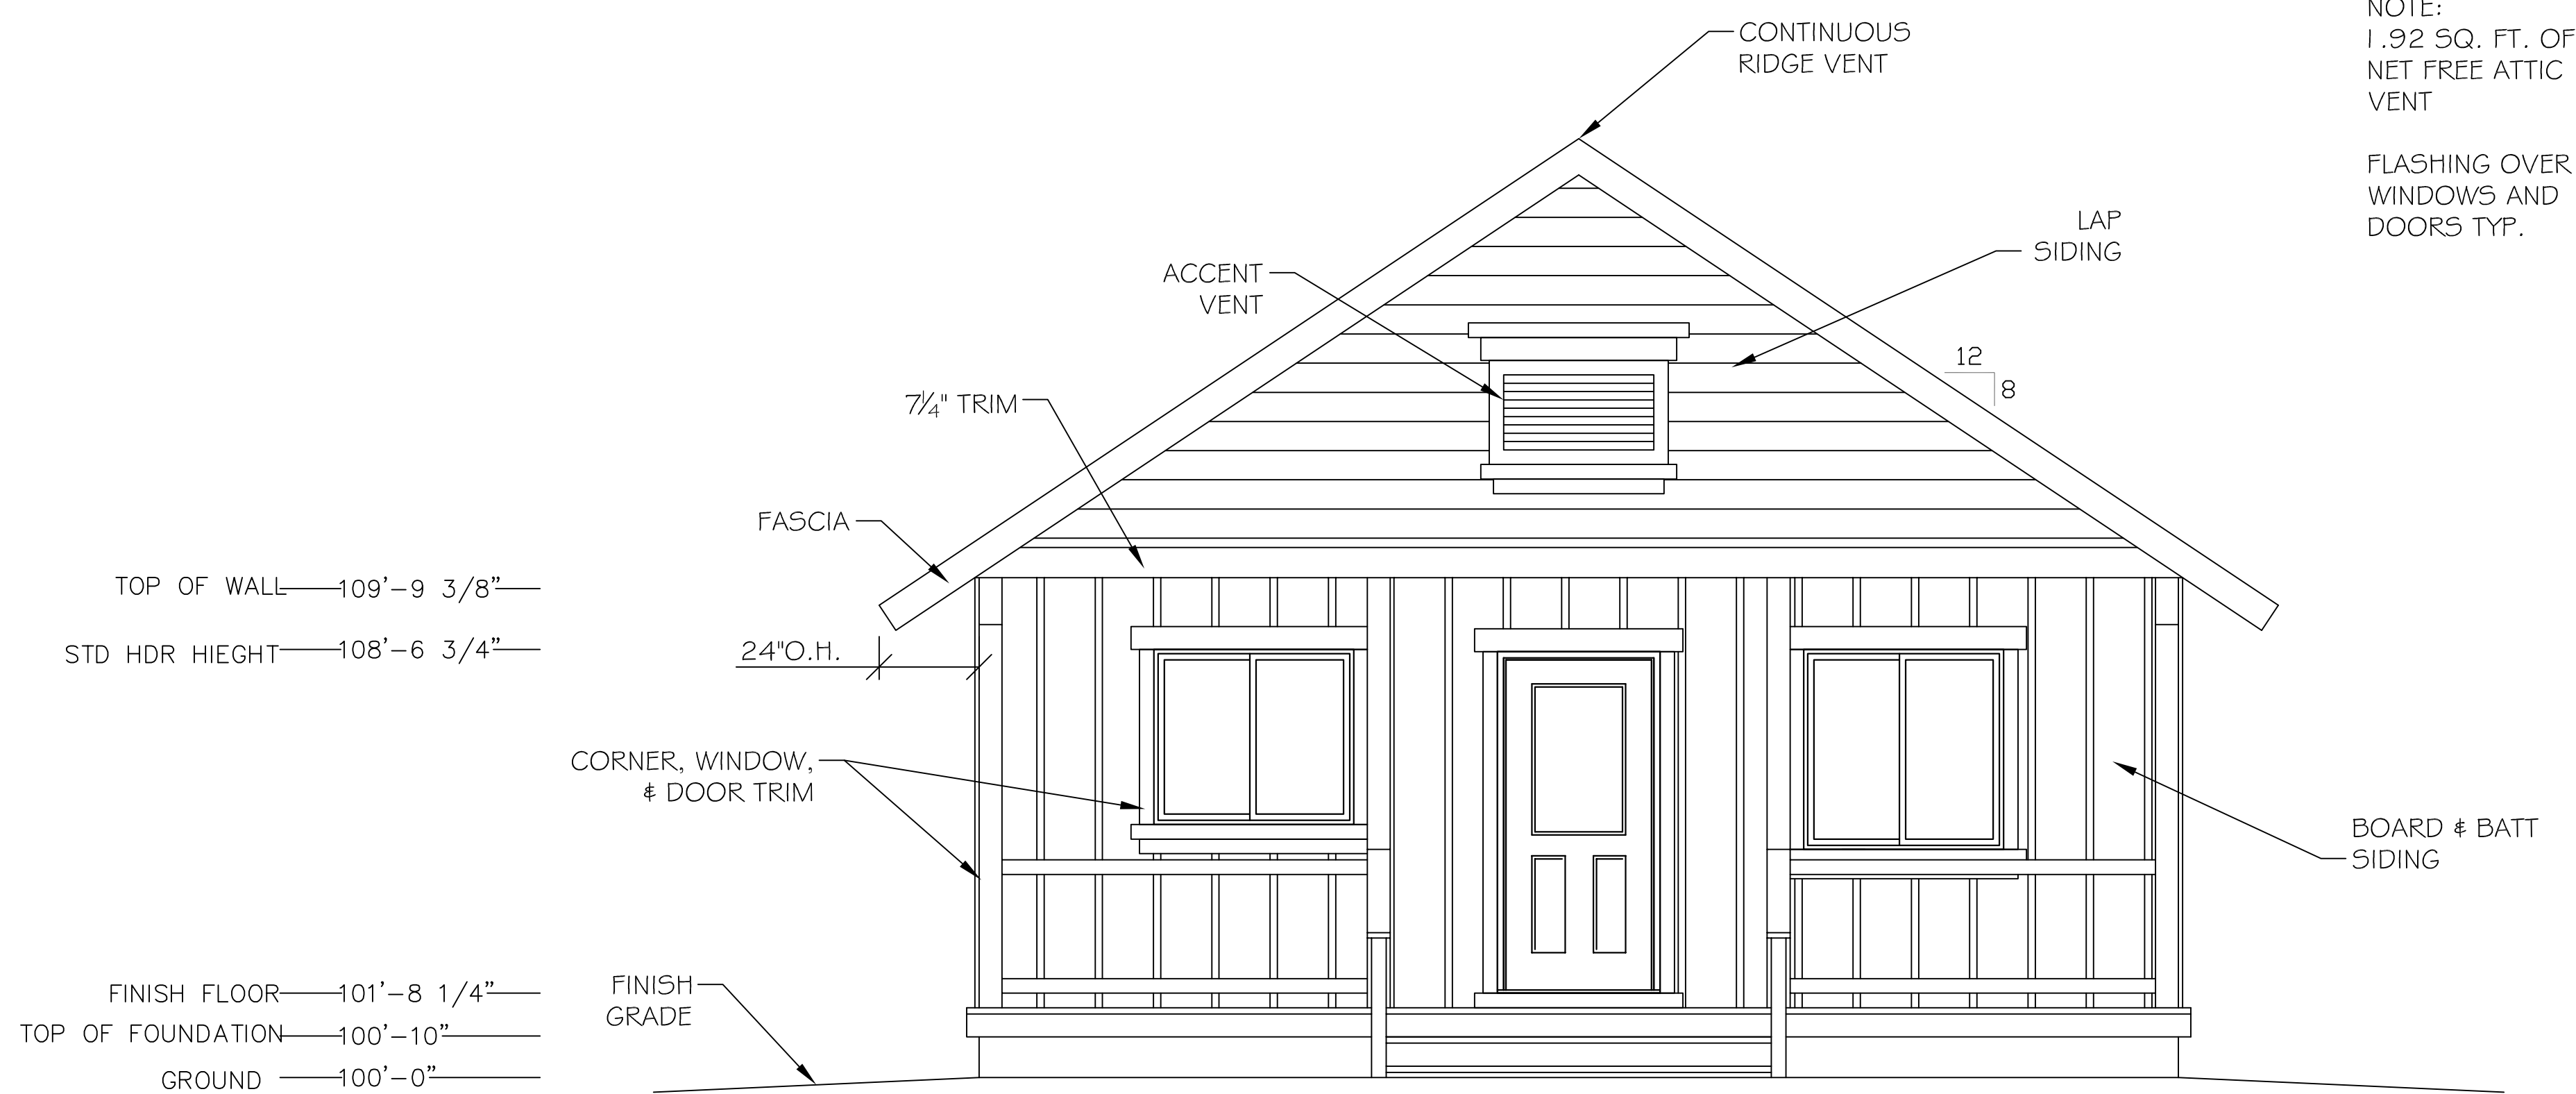 NOTE:
1.92 SQ. FT. OF
NET FREE ATTIC
VENT
FLASHING OVER
WINDOWS AND
DOORS TYP.
CONTINUOUS
RIDGE VENT
LAP
SIDING
ACCENT
VENT
12
8
7¼" TRIM
FASCIA
TOP OF WALL 109'-9 3/8"
STD HDR HIEGHT 108'-6 3/4"
24"O.H.
CORNER, WINDOW,
& DOOR TRIM
BOARD & BATT
SIDING
FINISH FLOOR 101'-8 1/4"
TOP OF FOUNDATION 100'-10"
GROUND 100'-0"
FINISH
GRADE